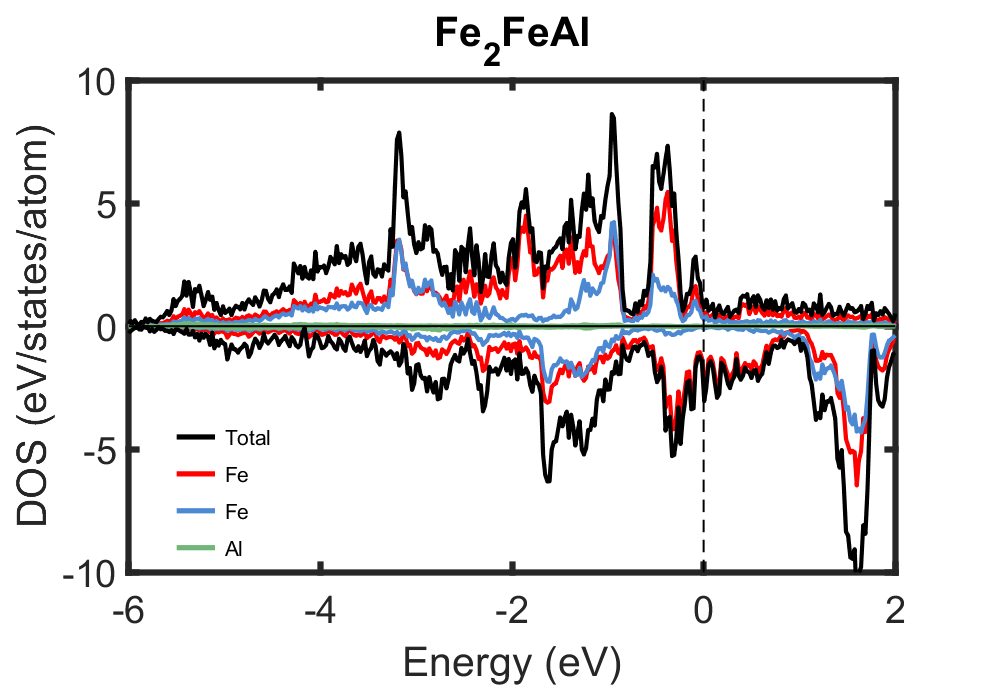 Fe₂FeAl
DOS (eV/states/atom)
10
5
0
-5
-10
Total
Fe
Fe
Al
-6 -4 -2 0 2
Energy (eV)